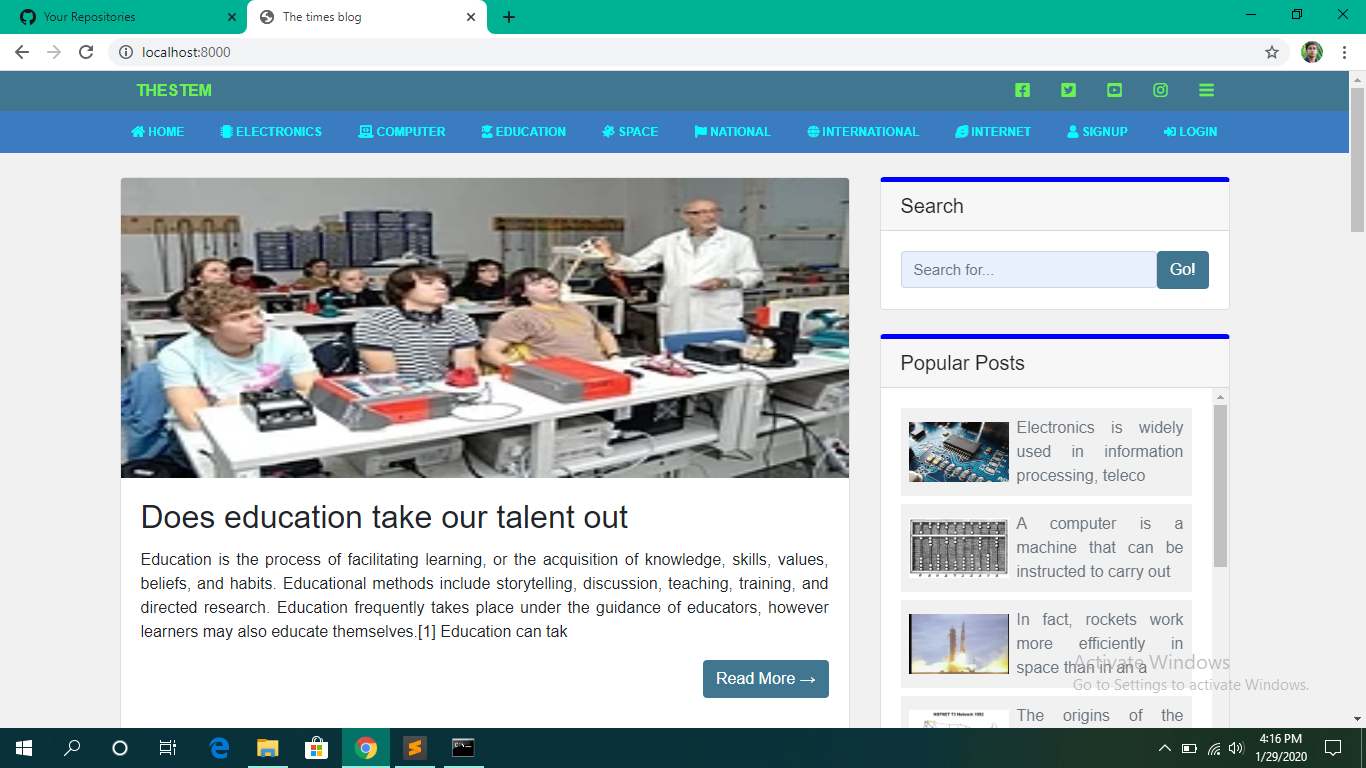 Your Repositories
The times blog
localhost:8000
THESTEM
HOME ELECTRONICS COMPUTER EDUCATION SPACE NATIONAL INTERNATIONAL INTERNET SIGNUP LOGIN
Does education take our talent out
Education is the process of facilitating learning, or the acquisition of knowledge, skills, values,
beliefs, and habits. Educational methods include storytelling, discussion, teaching, training, and
directed research. Education frequently takes place under the guidance of educators, however
learners may also educate themselves.[1] Education can tak
Read More →
Search
Search for...
Go!
Popular Posts
Electronics is widely
used in information
processing, teleco
A computer is a
machine that can be
instructed to carry out
In fact, rockets work
more efficiently in
space than in an a
The origins of the
Activate Windows
Go to Settings to activate Windows.
4:16 PM
1/29/2020